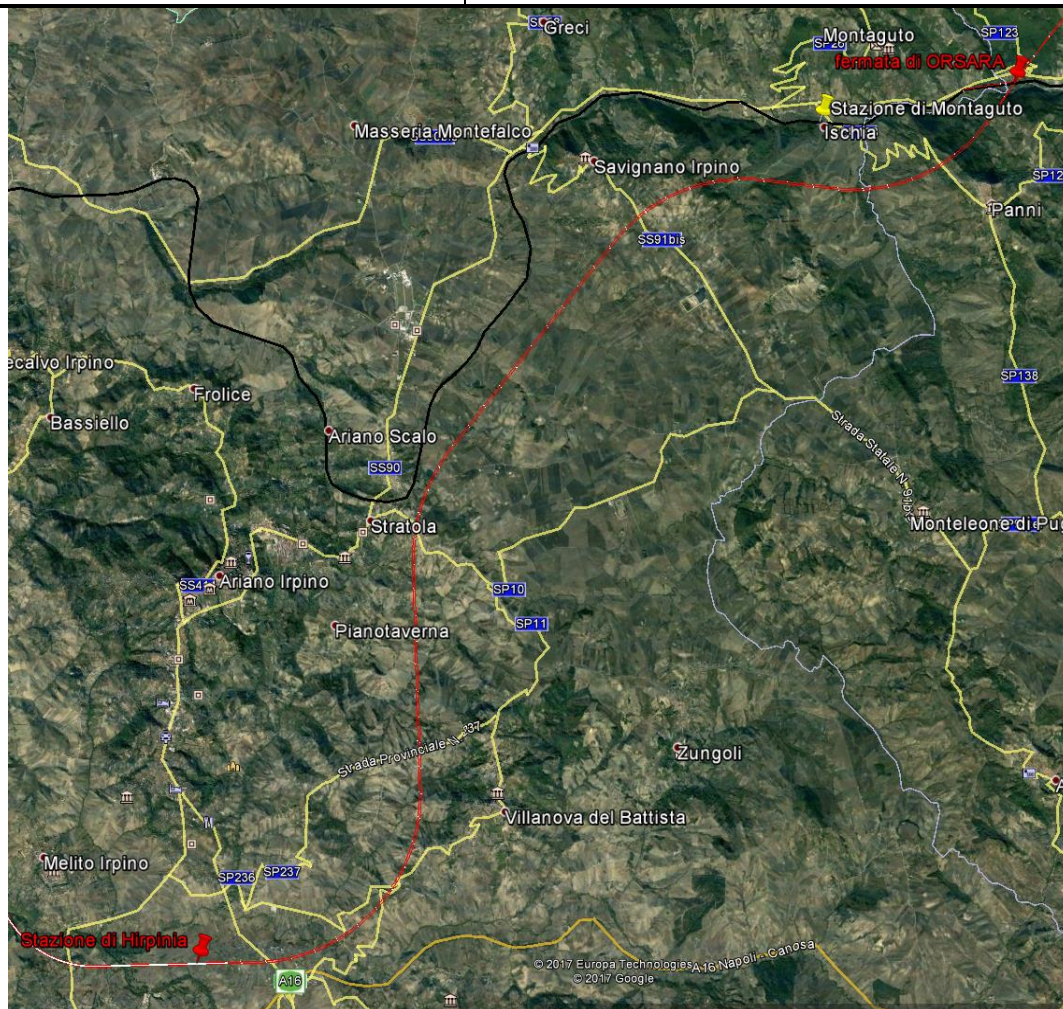 Greci
SP123
Montaguto
SP26
fermata di ORSARA
Stazione di Montaguto
Ischia
Masseria Montefalco
Savignano Irpino
SP12
Panni
SS91bis
ecalvo Irpino
Frolice
SP138
Bassiello
Ariano Scalo
Strada Statale N. 91bis
SS90
Stratola
Monteleone di Pu
SS4
Ariano Irpino
SP10
SP11
Pianotaverna
Strada Provinciale N. 237
Zungoli
Villanova del Battista
M
Melito Irpino
SP236
SP237
Stazione di Hirpinia
A16
© 2017 Europa Technologies
A16 Napoli - Canosa
© 2017 Google